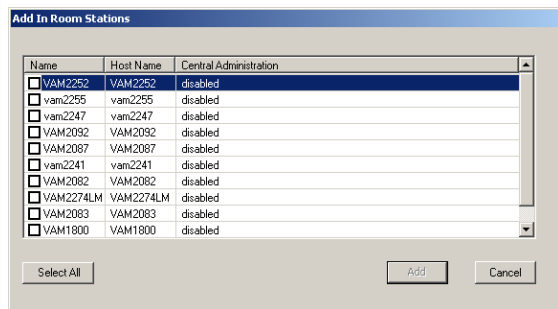 Add In Room Stations
Name Host Name Central Administration
VAM2252 VAM2252 disabled
vam2255 vam2255 disabled
vam2247 vam2247 disabled
VAM2092 VAM2092 disabled
VAM2087 VAM2087 disabled
vam2241 vam2241 disabled
VAM2082 VAM2082 disabled
VAM2274LM VAM2274LM disabled
VAM2083 VAM2083 disabled
VAM1800 VAM1800 disabled
Select All Add Cancel